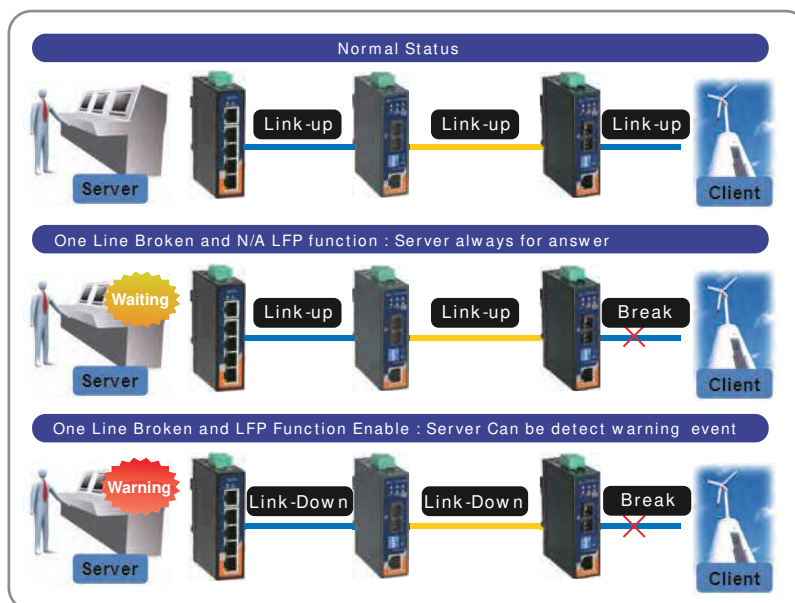 Normal Status
Link-up Link-up Link-up
Server Client
One Line Broken and N/A LFP function : Server always for answer
Waiting
Link-up Link-up Break
Server Client
One Line Broken and LFP Function Enable : Server Can be detect warning event
Warning
Link-Down Link-Down Break
Server Client